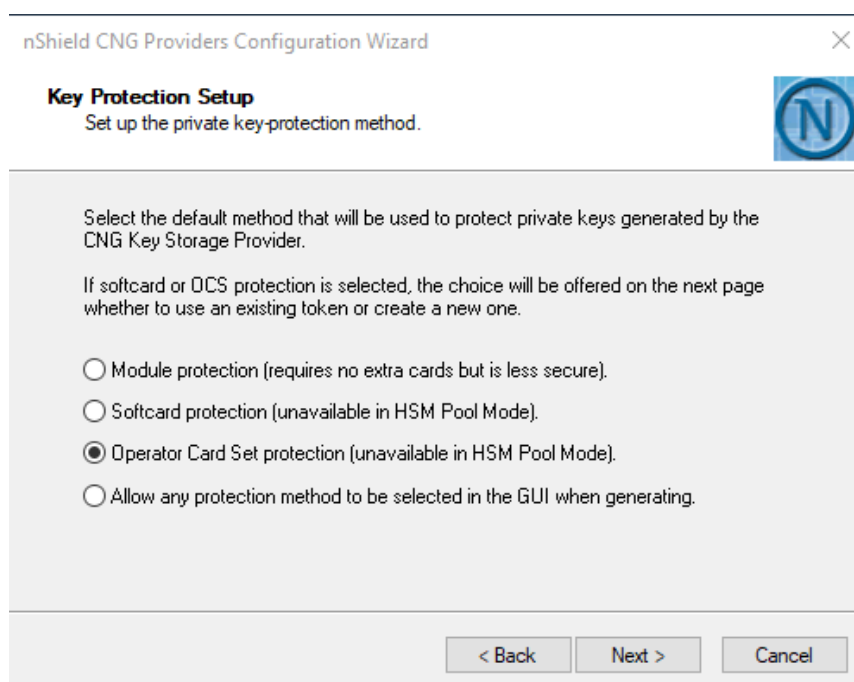 nShield CNG Providers Configuration Wizard
Key Protection Setup
Set up the private key-protection method.
N
Select the default method that will be used to protect private keys generated by the
CNG Key Storage Provider.
If softcard or OCS protection is selected, the choice will be offered on the next page
whether to use an existing token or create a new one.
Module protection (requires no extra cards but is less secure).
Softcard protection (unavailable in HSM Pool Mode).
Operator Card Set protection (unavailable in HSM Pool Mode).
Allow any protection method to be selected in the GUI when generating.
< Back
Next >
Cancel